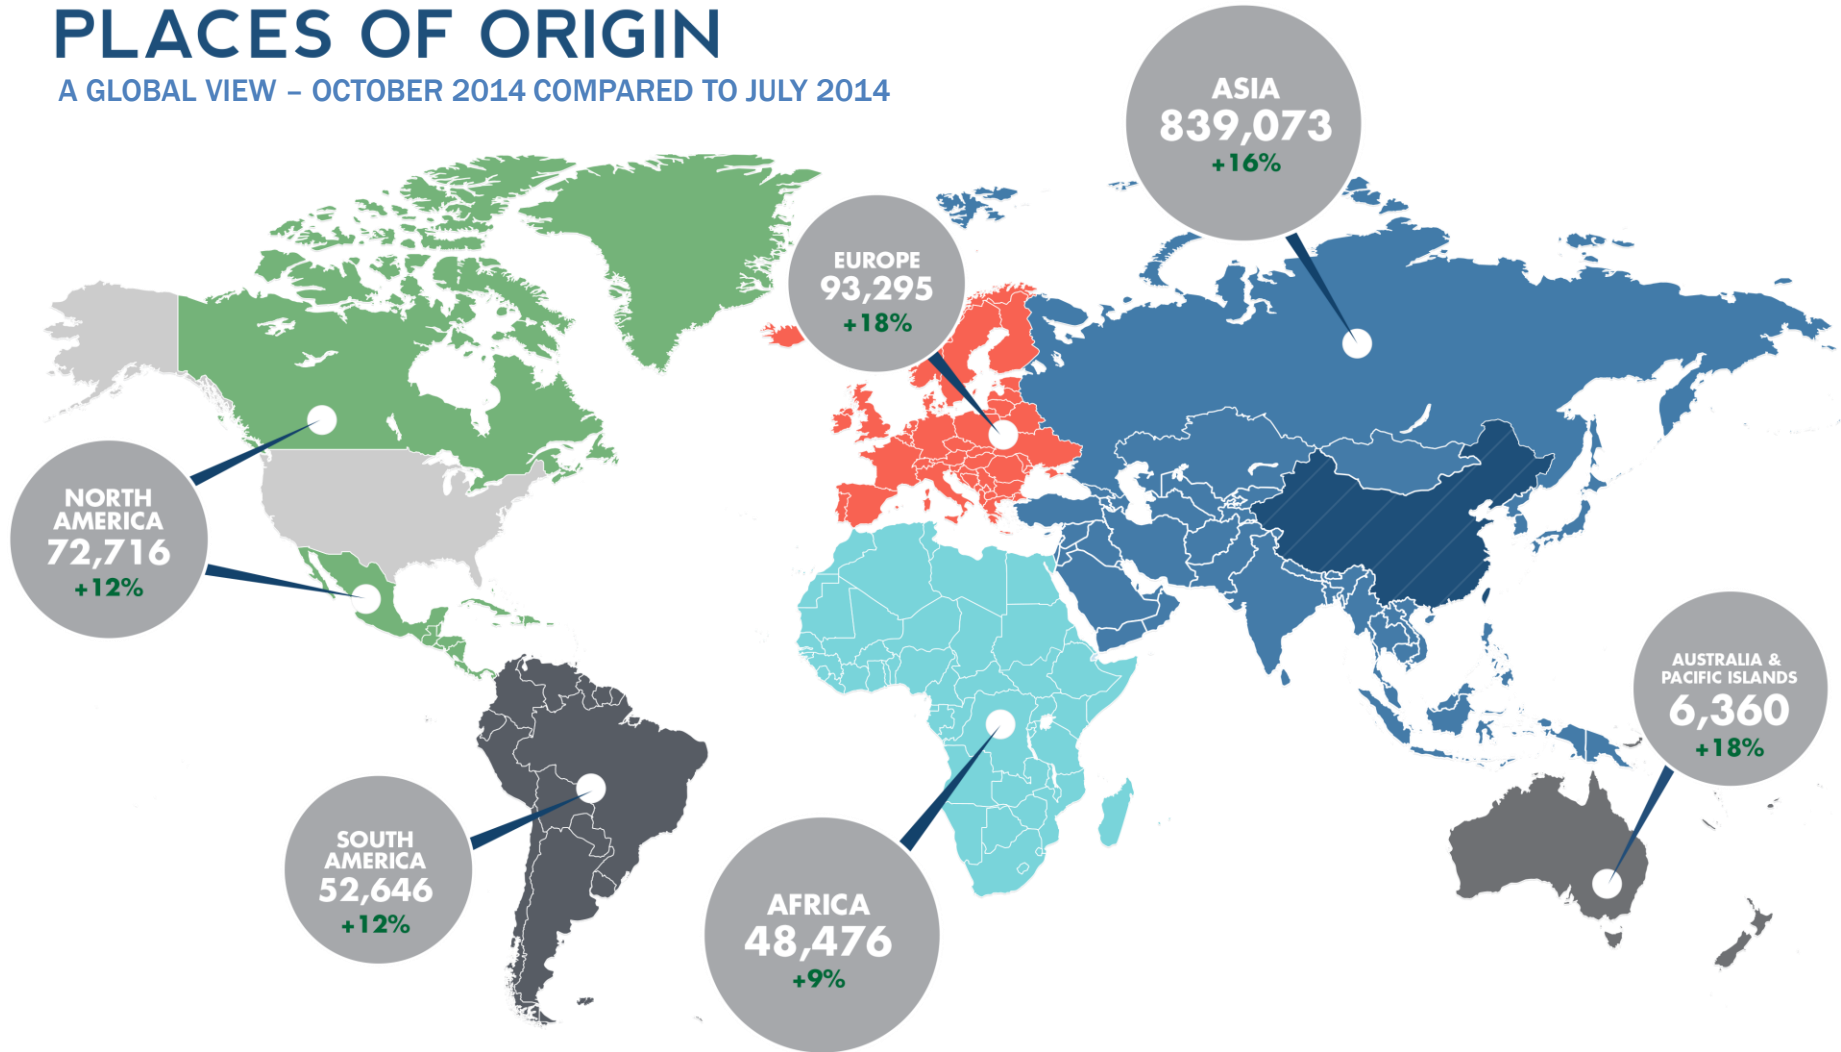 PLACES OF ORIGIN
A GLOBAL VIEW – OCTOBER 2014 COMPARED TO JULY 2014
ASIA
839,073
+16%
EUROPE
93,295
+18%
NORTH
AMERICA
72,716
+12%
AUSTRALIA &
PACIFIC ISLANDS
6,360
+18%
SOUTH
AMERICA
52,646
+12%
AFRICA
48,476
+9%